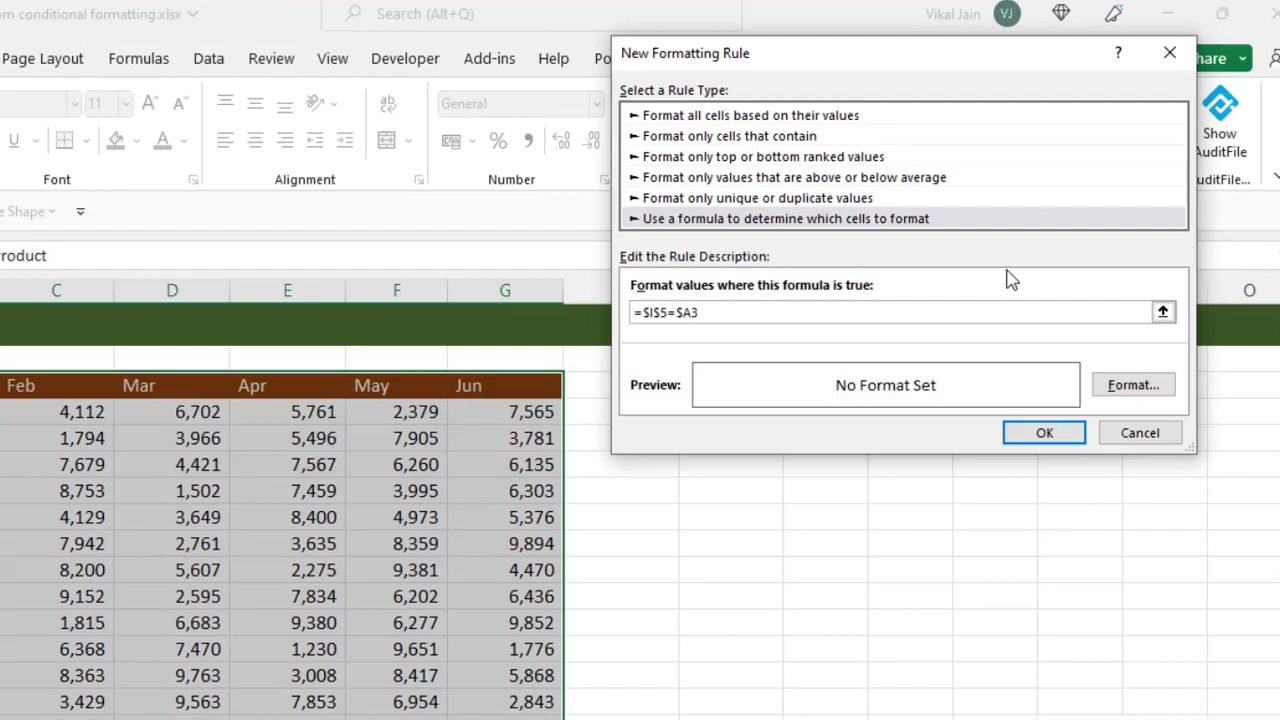 om conditional formatting.xlsx
Search (Alt+Q)
Vikal Jain
VJ
Page Layout Formulas Data Review View Developer Add-ins Help Po
hare
11 A A
ab
General
U A
% 9
Show
AuditFile
Font Alignment Number
uditFile...
e Shape
roduct
C D E F G O
Feb Mar Apr May Jun
4,112 6,702 5,761 2,379 7,565
1,794 3,966 5,496 7,905 3,781
7,679 4,421 7,567 6,260 6,135
8,753 1,502 7,459 3,995 6,303
4,129 3,649 8,400 4,973 5,376
7,942 2,761 3,635 8,359 9,894
8,200 5,607 2,275 9,381 4,470
9,152 2,595 7,834 6,202 6,436
1,815 6,683 9,380 6,277 9,852
6,368 7,470 1,230 9,651 1,776
8,363 9,763 3,008 8,417 5,868
3,429 9,563 7,853 6,954 2,843
New Formatting Rule ?
Select a Rule Type:
► Format all cells based on their values
► Format only cells that contain
► Format only top or bottom ranked values
► Format only values that are above or below average
► Format only unique or duplicate values
► Use a formula to determine which cells to format
Edit the Rule Description:
Format values where this formula is true:
=$I$5=$A3
Preview:
No Format Set
Format...
OK
Cancel